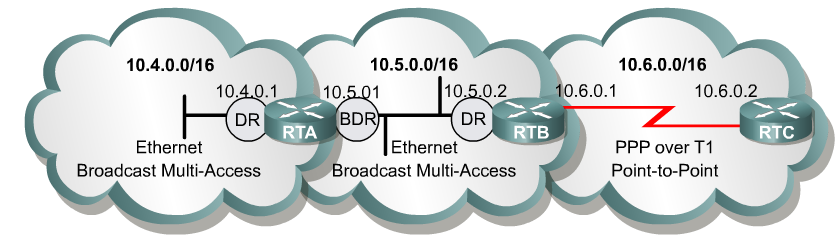 10.4.0.0/16
10.5.0.0/16
10.6.0.0/16
10.4.0.1
10.5.01
10.5.0.2
10.6.0.1
10.6.0.2
DR
RTA
BDR
DR
RTB
RTC
Ethernet
Broadcast Multi-Access
Ethernet
Broadcast Multi-Access
PPP over T1
Point-to-Point